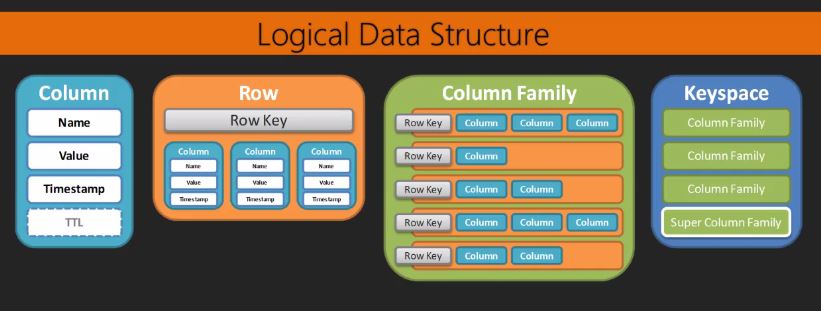 Logical Data Structure
Column
Name
Value
Timestamp
TTL
Row
Row Key
Column Column Column
Name Name Name
Value Value Value
Timestamp Timestamp Timestamp
Column Family
Row Key Column Column Column
Row Key Column
Row Key Column Column
Row Key Column Column Column
Row Key Column Column
Keyspace
Column Family
Column Family
Column Family
Super Column Family